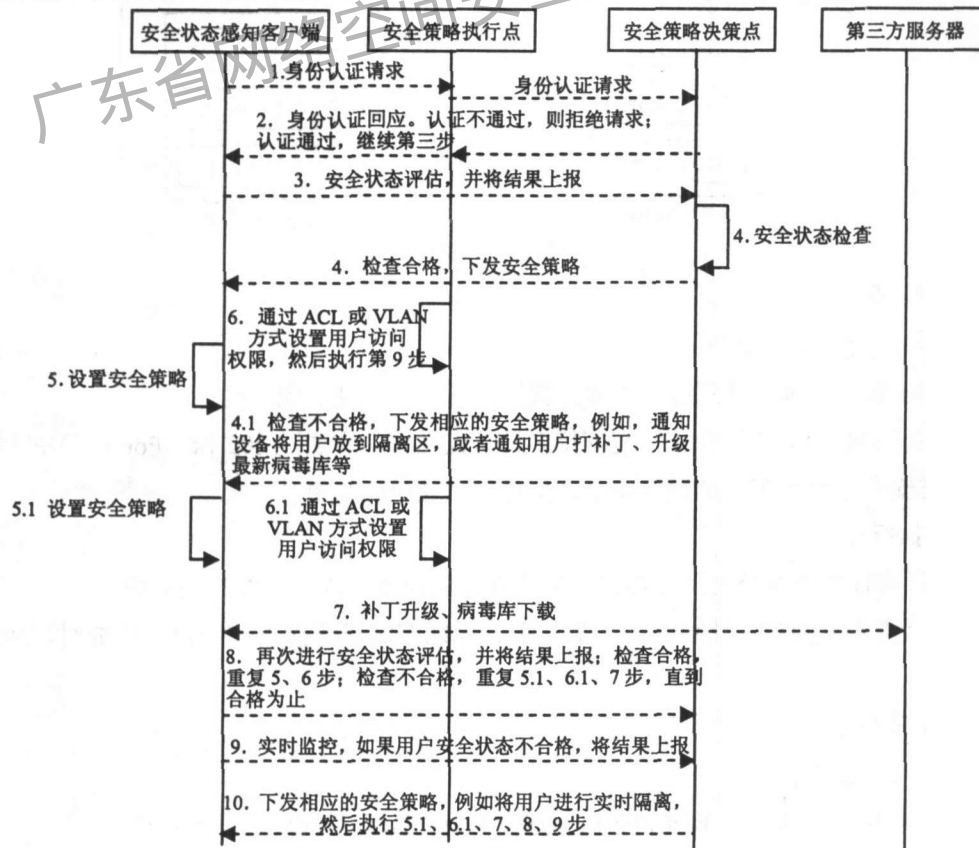 安全状态感知客户端
安全策略执行点
安全策略决策点
第三方服务器
广东省网络空间安全
1.身份认证请求
身份认证请求
2. 身份认证回应。认证不通过，则拒绝请求；
认证通过，继续第三步
3. 安全状态评估，并将结果上报
4.安全状态检查
4. 检查合格，下发安全策略
6. 通过 ACL 或 VLAN
方式设置用户访问
权限，然后执行第 9 步
5.设置安全策略
4.1 检查不合格，下发相应的安全策略，例如，通知
设备将用户放到隔离区，或者通知用户打补丁、升级
最新病毒库等
5.1 设置安全策略
6.1 通过 ACL 或
VLAN 方式设置
用户访问权限
7. 补丁升级、病毒库下载
8. 再次进行安全状态评估，并将结果上报；检查合格，
重复 5、6 步；检查不合格，重复 5.1、6.1、7 步，直到
合格为止
9. 实时监控，如果用户安全状态不合格，将结果上报
10. 下发相应的安全策略，例如将用户进行实时隔离，
然后执行 5.1、6.1、7、8、9 步